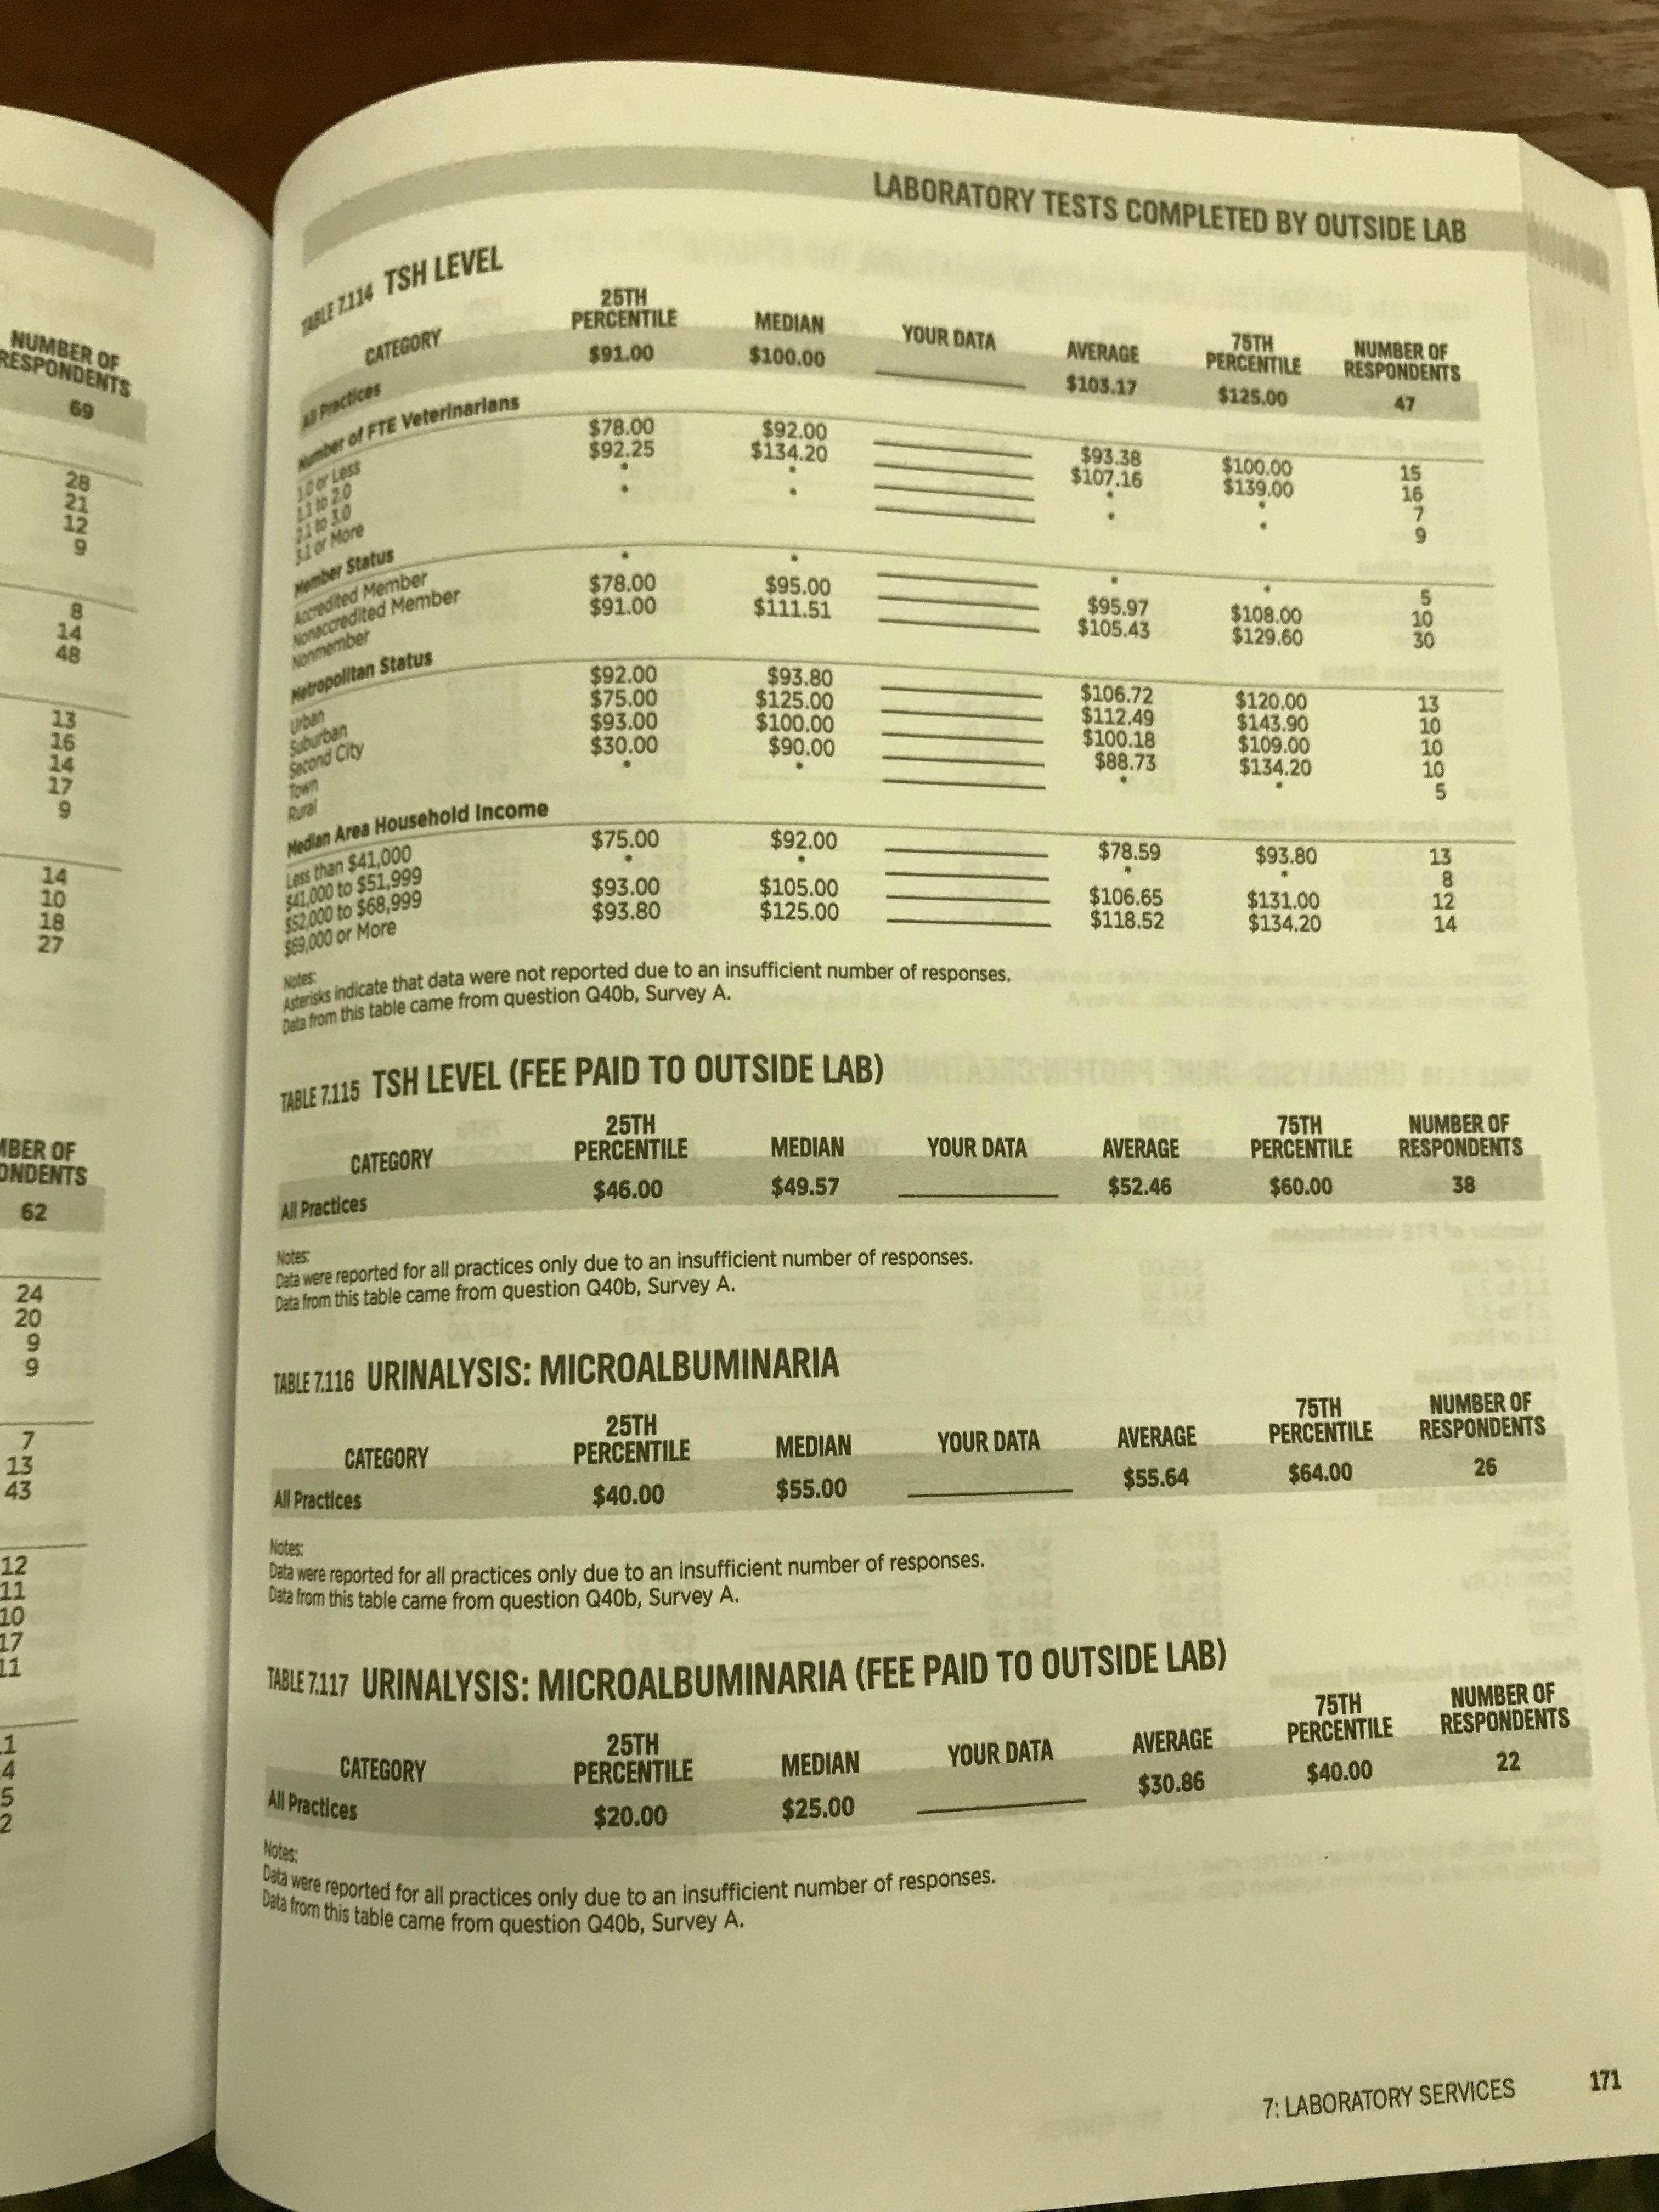 NUMBER OF
RESPONDENTS
69
28
21
12
9
8
14
48
13
16
14
17
9
14
10
18
27
MBER OF
ONDENTS
62
24
20
9
9
7
13
43
12
11
10
17
11
1
4
5
2
LABORATORY TESTS COMPLETED BY OUTSIDE LAB
TABLE 7.114 TSH LEVEL
CATEGORY 25TH PERCENTILE MEDIAN YOUR DATA AVERAGE 75TH PERCENTILE NUMBER OF RESPONDENTS
All Practices $91.00 $100.00 $103.17 $125.00 47
Number of FTE Veterinarians
1.0 or Less $78.00 $92.00 $93.38 $100.00 15
1.1 to 2.0 $92.25 $134.20 $107.16 $139.00 16
2.1 to 3.0 * * * * 7
3.1 or More * * * * 9
Member Status
Accredited Member * * * * 5
Nonaccredited Member $78.00 $95.00 $95.97 $108.00 10
Nonmember $91.00 $111.51 $105.43 $129.60 30
Metropolitan Status
Urban $92.00 $93.80 $106.72 $120.00 13
Suburban $75.00 $125.00 $112.49 $143.90 10
Second City $93.00 $100.00 $100.18 $109.00 10
Town $30.00 $90.00 $88.73 $134.20 10
Rural * * * * 5
Median Area Household Income
Less than $41,000 $75.00 $92.00 $78.59 $93.80 13
$41,000 to $51,999 * * * * 8
$52,000 to $68,999 $93.00 $105.00 $106.65 $131.00 12
$69,000 or More $93.80 $125.00 $118.52 $134.20 14
Notes:
Asterisks indicate that data were not reported due to an insufficient number of responses.
Data from this table came from question Q40b, Survey A.
TABLE 7.115 TSH LEVEL (FEE PAID TO OUTSIDE LAB)
CATEGORY 25TH PERCENTILE MEDIAN YOUR DATA AVERAGE 75TH PERCENTILE NUMBER OF RESPONDENTS
All Practices $46.00 $49.57 $52.46 $60.00 38
Notes:
Data were reported for all practices only due to an insufficient number of responses.
Data from this table came from question Q40b, Survey A.
TABLE 7.116 URINALYSIS: MICROALBUMINARIA
CATEGORY 25TH PERCENTILE MEDIAN YOUR DATA AVERAGE 75TH PERCENTILE NUMBER OF RESPONDENTS
All Practices $40.00 $55.00 $55.64 $64.00 26
Notes:
Data were reported for all practices only due to an insufficient number of responses.
Data from this table came from question Q40b, Survey A.
TABLE 7.117 URINALYSIS: MICROALBUMINARIA (FEE PAID TO OUTSIDE LAB)
CATEGORY 25TH PERCENTILE MEDIAN YOUR DATA AVERAGE 75TH PERCENTILE NUMBER OF RESPONDENTS
All Practices $20.00 $25.00 $30.86 $40.00 22
Notes:
Data were reported for all practices only due to an insufficient number of responses.
Data from this table came from question Q40b, Survey A.
7: LABORATORY SERVICES 171